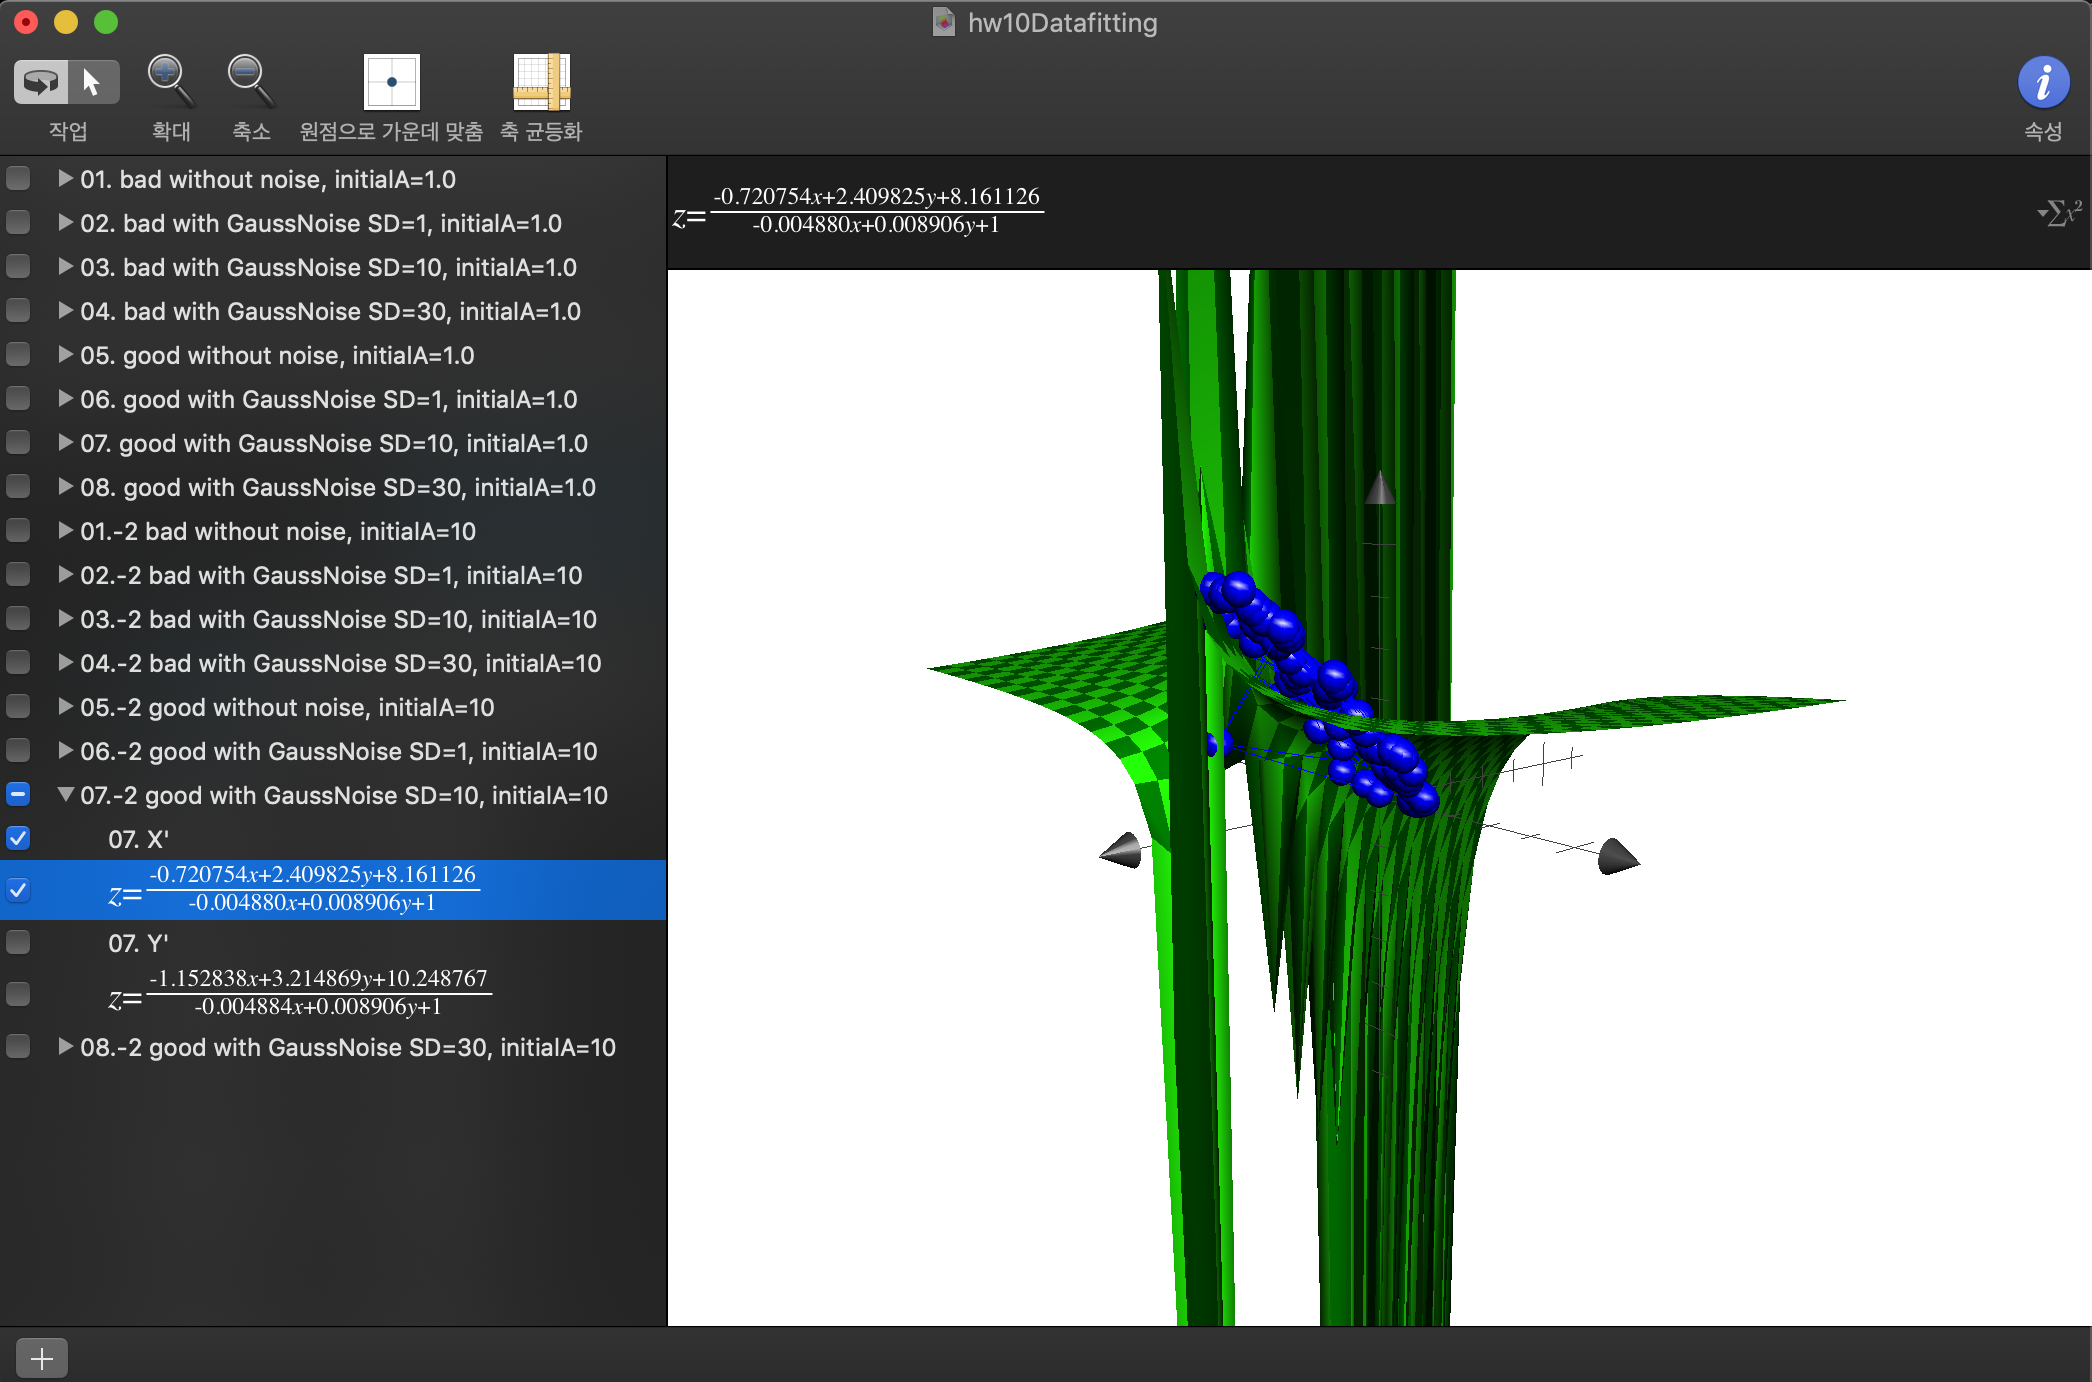 hw10Datafitting
작업
확대
축소
원점으로 가운데 맞춤
축 균등화
속성
01. bad without noise, initialA=1.0
02. bad with GaussNoise SD=1, initialA=1.0
03. bad with GaussNoise SD=10, initialA=1.0
04. bad with GaussNoise SD=30, initialA=1.0
05. good without noise, initialA=1.0
06. good with GaussNoise SD=1, initialA=1.0
07. good with GaussNoise SD=10, initialA=1.0
08. good with GaussNoise SD=30, initialA=1.0
01.-2 bad without noise, initialA=10
02.-2 bad with GaussNoise SD=1, initialA=10
03.-2 bad with GaussNoise SD=10, initialA=10
04.-2 bad with GaussNoise SD=30, initialA=10
05.-2 good without noise, initialA=10
06.-2 good with GaussNoise SD=1, initialA=10
07.-2 good with GaussNoise SD=10, initialA=10
07. X'
-0.720754x+2.409825y+8.161126
z=
-0.004880x+0.008906y+1
07. Y'
-1.152838x+3.214869y+10.248767
z=
-0.004884x+0.008906y+1
08.-2 good with GaussNoise SD=30, initialA=10
-0.720754x+2.409825y+8.161126
z=
-0.004880x+0.008906y+1
Σx²